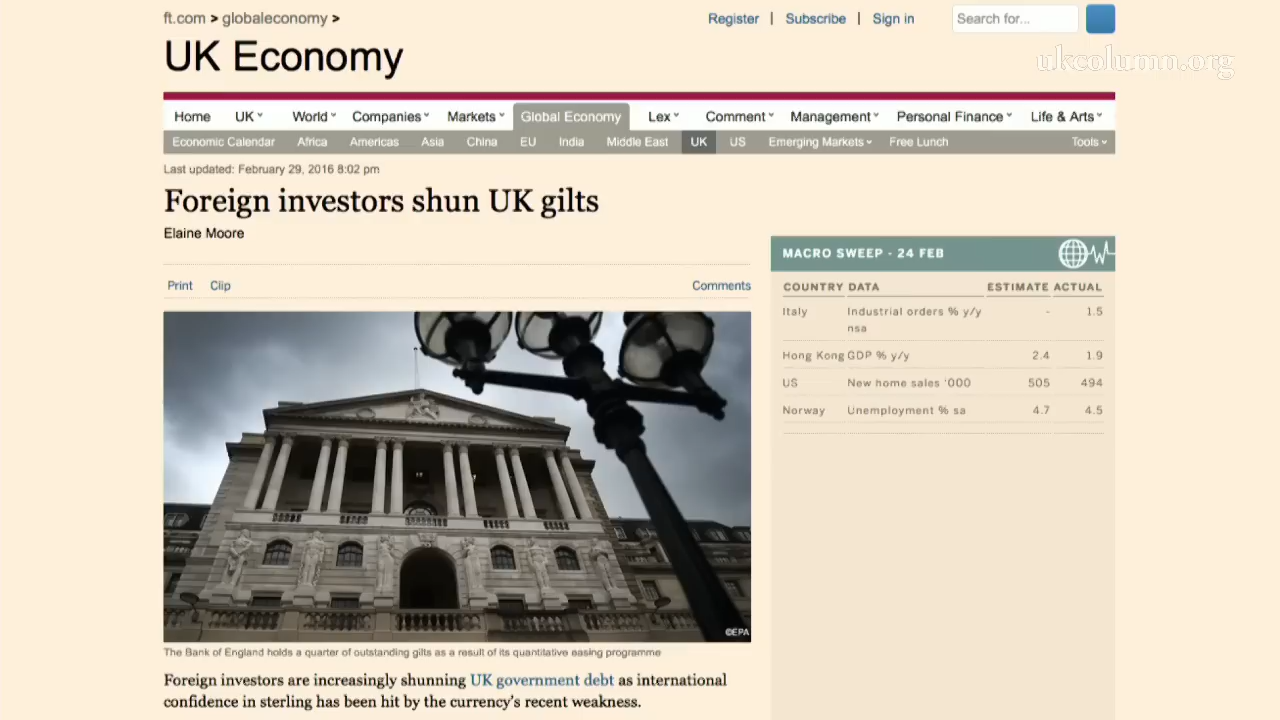 ft.com > globaleconomy >
Register | Subscribe | Sign in
Search for...
UK Economy
ukcolumn.org
Home UK World Companies Markets Global Economy Lex Comment Management Personal Finance Life & Arts
Economic Calendar Africa Americas Asia China EU India Middle East UK US Emerging Markets Free Lunch Tools
Last updated: February 29, 2016 8:02 pm
Foreign investors shun UK gilts
Elaine Moore
Print Clip Comments
©EPA
The Bank of England holds a quarter of outstanding gilts as a result of its quantitative easing programme
Foreign investors are increasingly shunning UK government debt as international
confidence in sterling has been hit by the currency's recent weakness.
MACRO SWEEP - 24 FEB
COUNTRY DATA ESTIMATE ACTUAL
Italy Industrial orders % y/y - 1.5
nsa
Hong Kong GDP % y/y 2.4 1.9
US New home sales '000 505 494
Norway Unemployment % sa 4.7 4.5